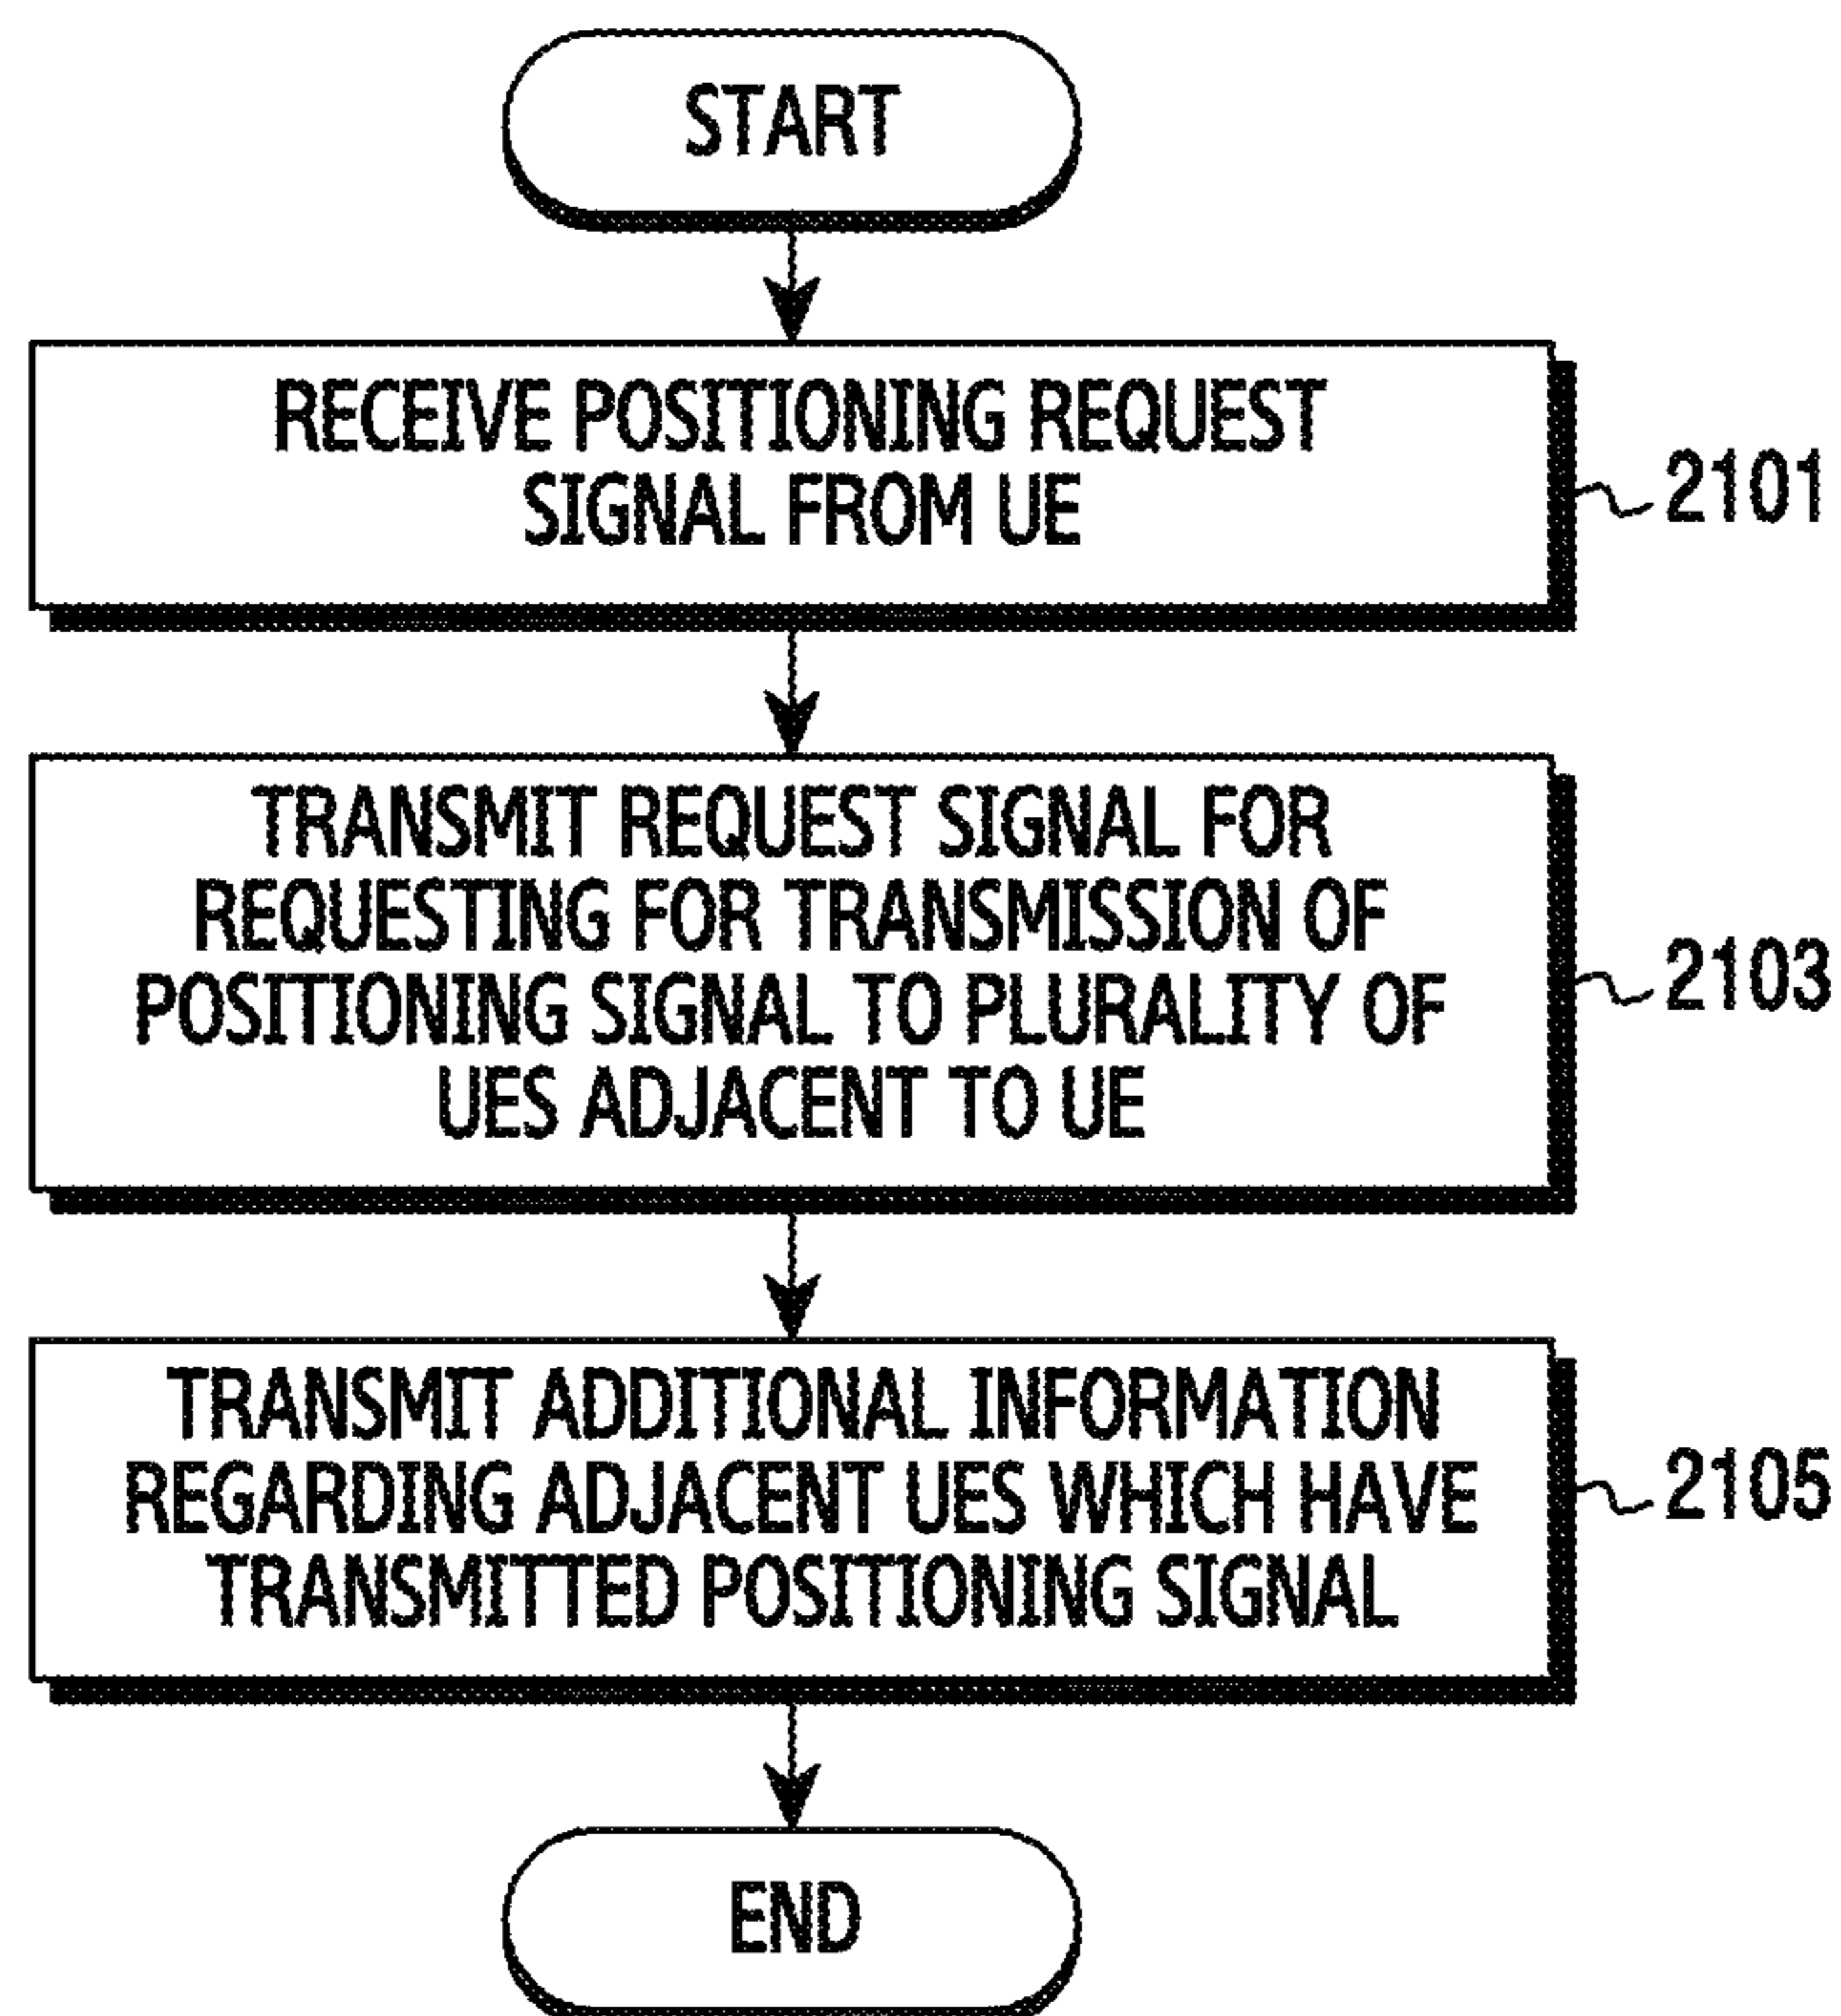 START
RECEIVE POSITIONING REQUEST
SIGNAL FROM UE
2101
TRANSMIT REQUEST SIGNAL FOR
REQUESTING FOR TRANSMISSION OF
POSITIONING SIGNAL TO PLURALITY OF
UES ADJACENT TO UE
2103
TRANSMIT ADDITIONAL INFORMATION
REGARDING ADJACENT UES WHICH HAVE
TRANSMITTED POSITIONING SIGNAL
2105
END